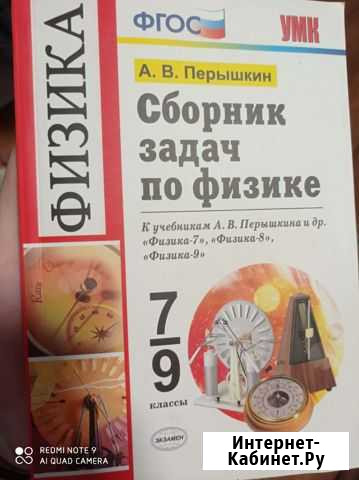 ФГОС
УМК
А. В. Перышкин
ФИЗИКА
Сборник
задач
по физике
К учебникам А. В. Перышкина и др.
«Физика-7», «Физика-8»,
«Физика-9»
7
9
классы
ЭКЗАМЕН
REDMI NOTE 9
AI QUAD CAMERA
Интернет-
Кабинет.Ру